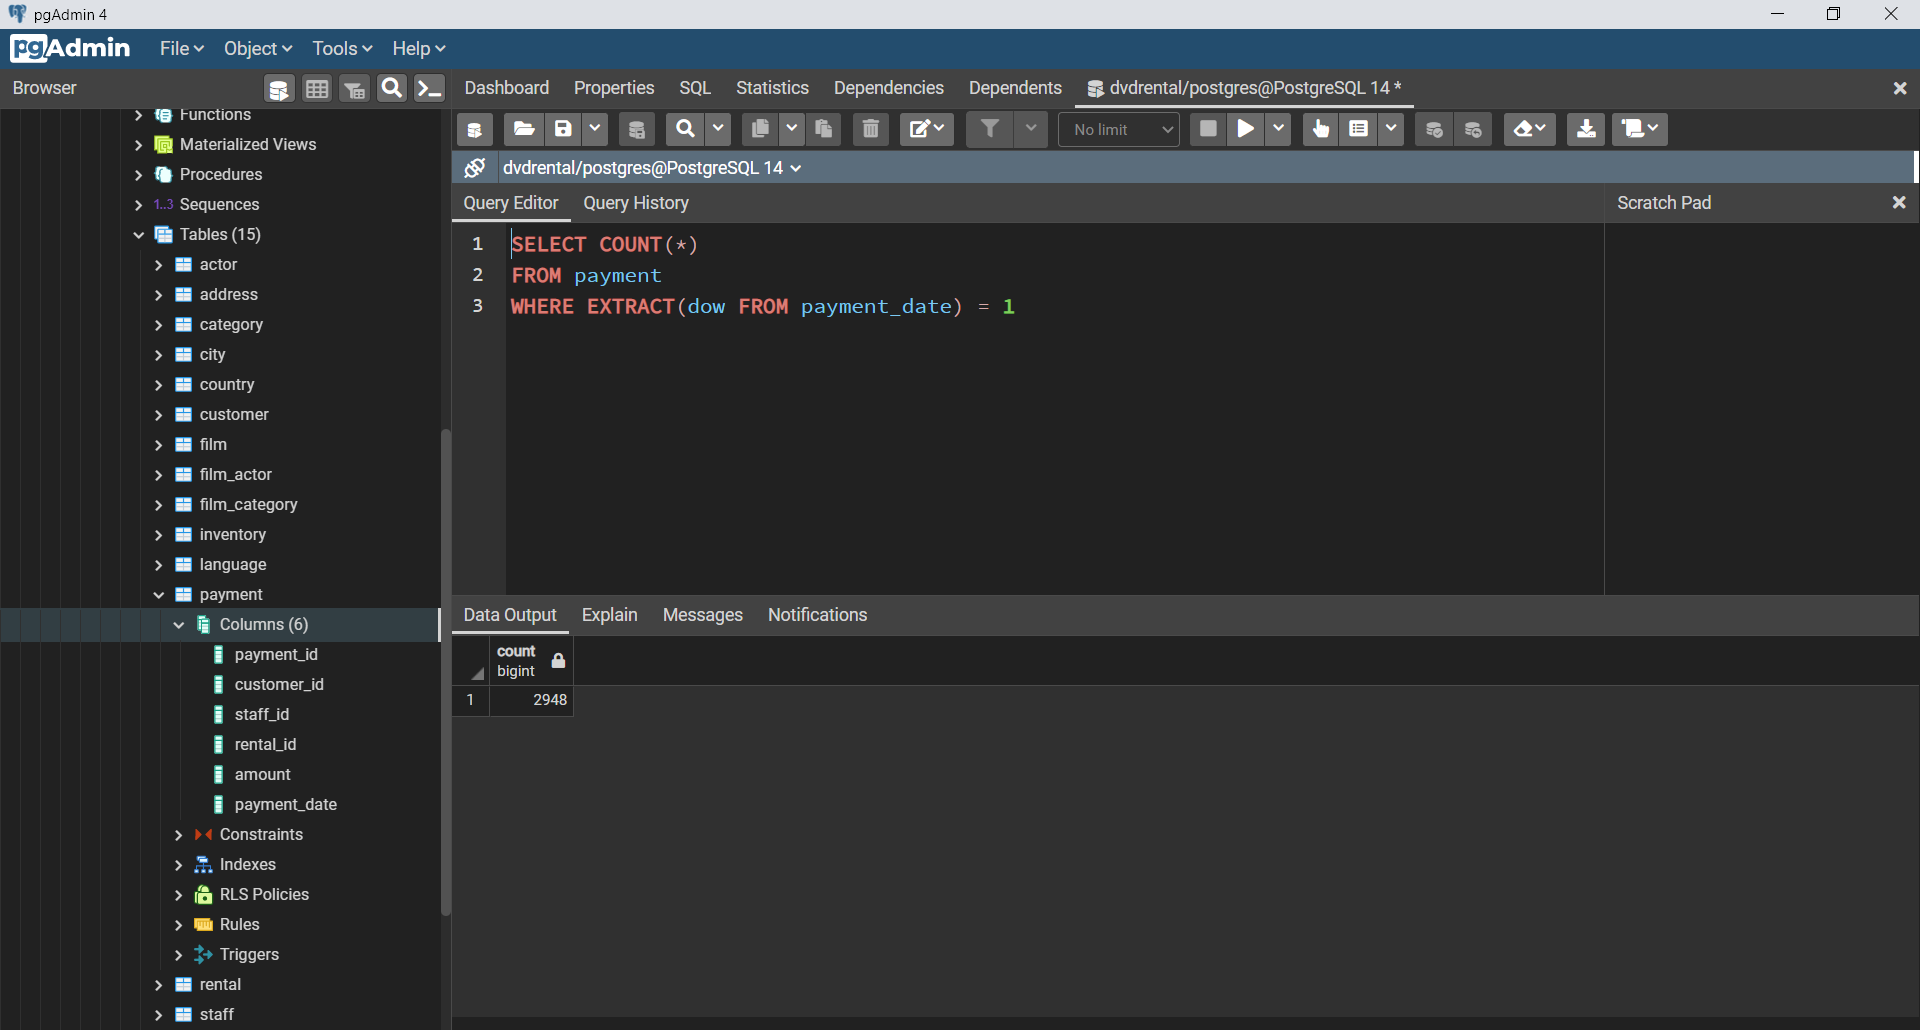 pgAdmin 4
pgAdmin File Object Tools Help
Browser
Dashboard Properties SQL Statistics Dependencies Dependents dvdrental/postgres@PostgreSQL 14 *
No limit
dvdrental/postgres@PostgreSQL 14
Query Editor Query History
Scratch Pad
Functions
Materialized Views
Procedures
1..3 Sequences
Tables (15)
actor
address
category
city
country
customer
film
film_actor
film_category
inventory
language
payment
Columns (6)
payment_id
customer_id
staff_id
rental_id
amount
payment_date
Constraints
Indexes
RLS Policies
Rules
Triggers
rental
staff
1 SELECT COUNT(*)
2 FROM payment
3 WHERE EXTRACT(dow FROM payment_date) = 1
Data Output Explain Messages Notifications
count
bigint
1 2948